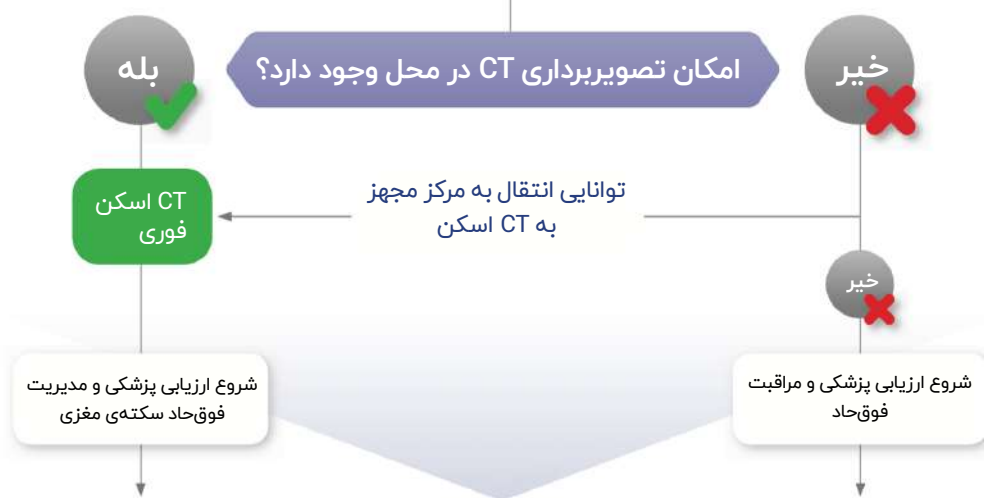 خیر
امکان تصویربرداری CT در محل وجود دارد؟
بله
توانایی انتقال به مرکز مجهز
به CT اسکن
CT اسکن
فوری
خیر
شروع ارزیابی پزشکی و مراقبت
فوق‌حاد
شروع ارزیابی پزشکی و مدیریت
فوق‌حاد سکته‌ی مغزی